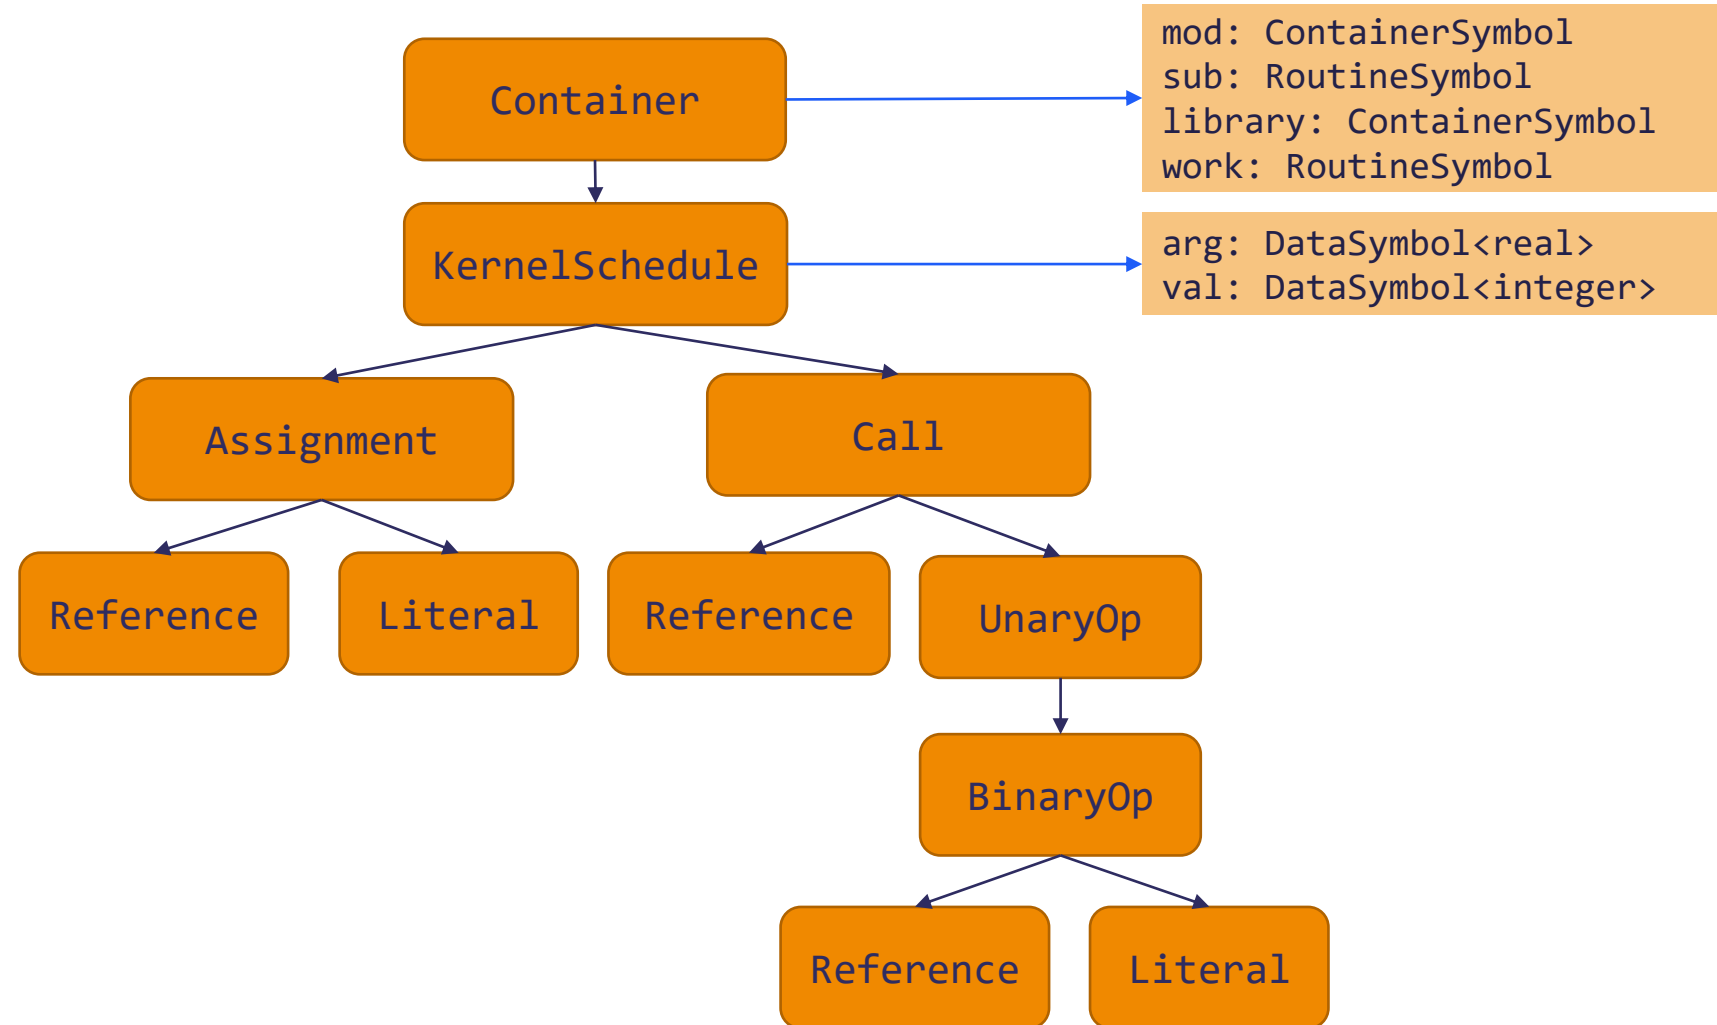 Container
mod: ContainerSymbol
sub: RoutineSymbol
library: ContainerSymbol
work: RoutineSymbol
KernelSchedule
arg: DataSymbol<real>
val: DataSymbol<integer>
Assignment
Call
Reference
Literal
Reference
UnaryOp
BinaryOp
Reference
Literal